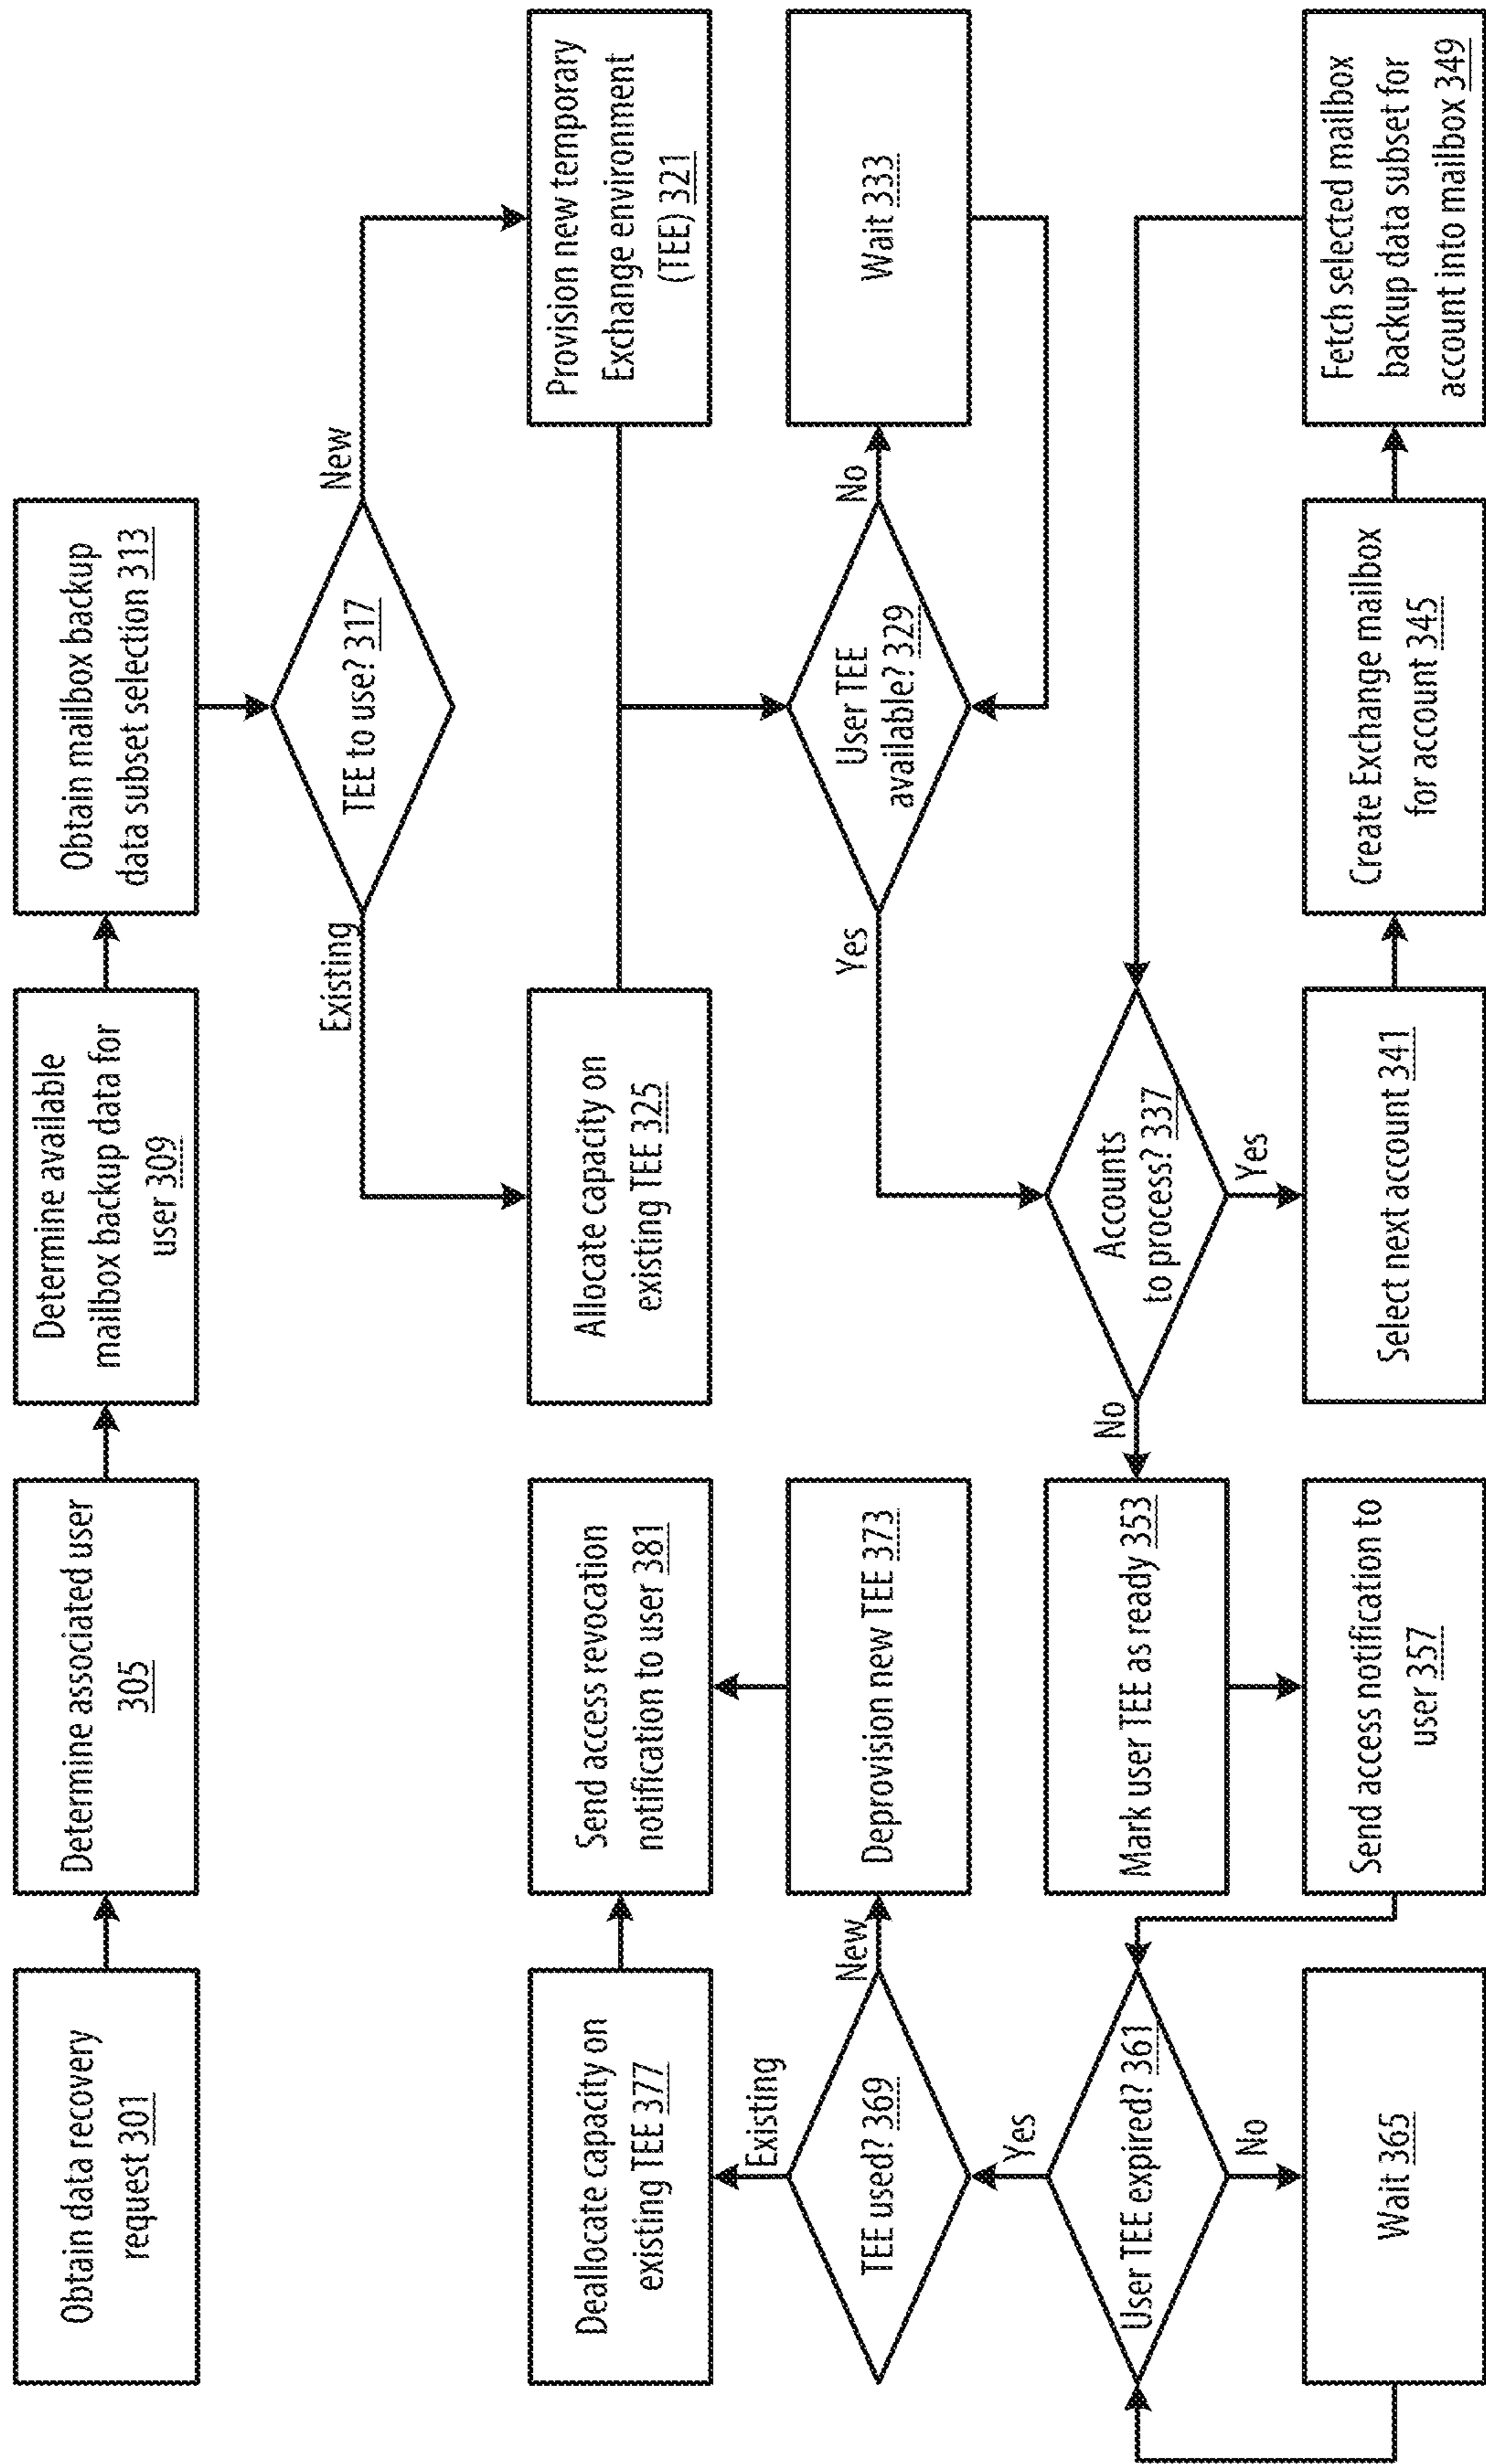 Obtain data recovery
request 301
Determine associated user
305
Determine available
mailbox backup data for
user 309
Obtain mailbox backup
data subset selection 313
TEE to use? 317
Existing
New
Allocate capacity on
existing TEE 325
Provision new temporary
Exchange environment
(TEE) 321
User TEE
available? 329
Yes
No
Wait 333
Accounts
to process? 337
No
Yes
Select next account 341
Create Exchange mailbox
for account 345
Fetch selected mailbox
backup data subset for
account into mailbox 349
Mark user TEE as ready 353
Send access notification to
user 357
User TEE expired? 361
Yes
No
Wait 365
TEE used? 369
Existing
New
Deprovision new TEE 373
Deallocate capacity on
existing TEE 377
Send access revocation
notification to user 381